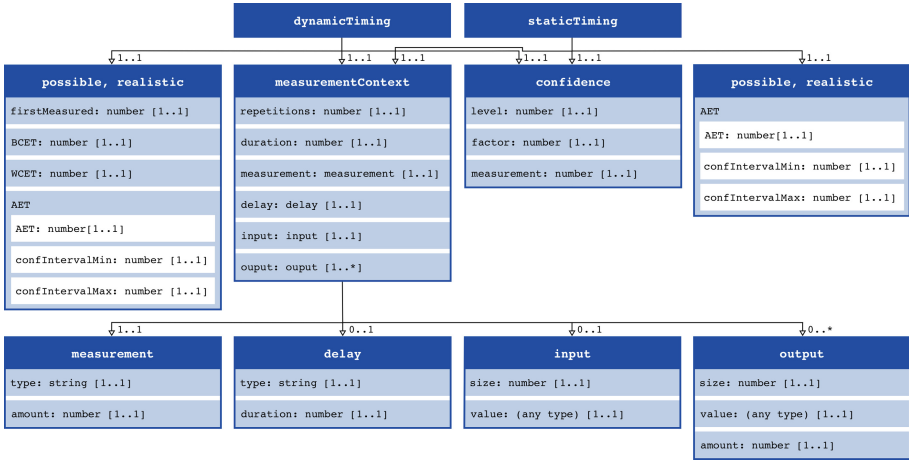 dynamicTiming
staticTiming
1..1
1..1
1..1
1..1
1..1
1..1
possible, realistic
firstMeasured: number [1..1]
BCET: number [1..1]
WCET: number [1..1]
AET
AET: number[1..1]
confIntervalMin: number [1..1]
confIntervalMax: number [1..1]
measurementContext
repetitions: number [1..1]
duration: number [1..1]
measurement: measurement [1..1]
delay: delay [1..1]
input: input [1..1]
ouput: ouput [1..*]
confidence
level: number [1..1]
factor: number [1..1]
measurement: number [1..1]
possible, realistic
AET
AET: number[1..1]
confIntervalMin: number [1..1]
confIntervalMax: number [1..1]
1..1
0..1
0..1
0..*
measurement
type: string [1..1]
amount: number [1..1]
delay
type: string [1..1]
duration: number [1..1]
input
size: number [1..1]
value: (any type) [1..1]
output
size: number [1..1]
value: (any type) [1..1]
amount: number [1..1]